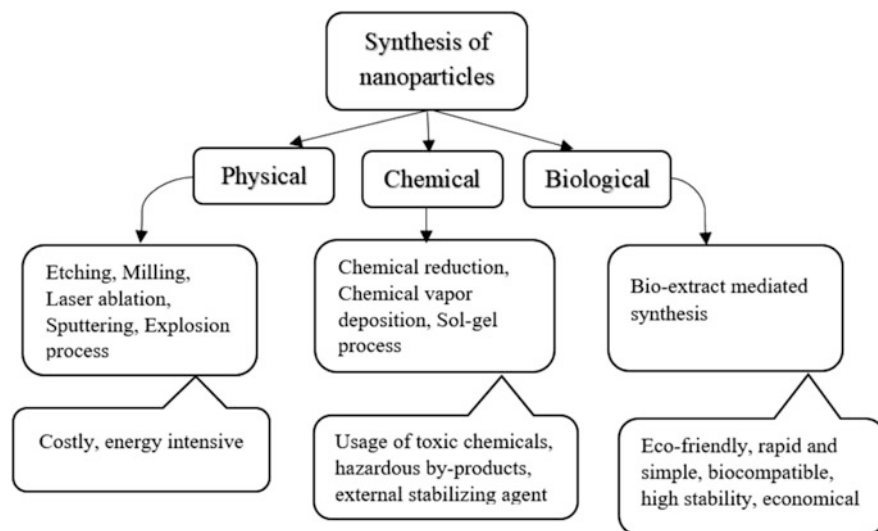 Synthesis of
nanoparticles
Physical
Chemical
Biological
Etching, Milling,
Laser ablation,
Sputtering, Explosion
process
Chemical reduction,
Chemical vapor
deposition, Sol-gel
process
Bio-extract mediated
synthesis
Costly, energy intensive
Usage of toxic chemicals,
hazardous by-products,
external stabilizing agent
Eco-friendly, rapid and
simple, biocompatible,
high stability, economical